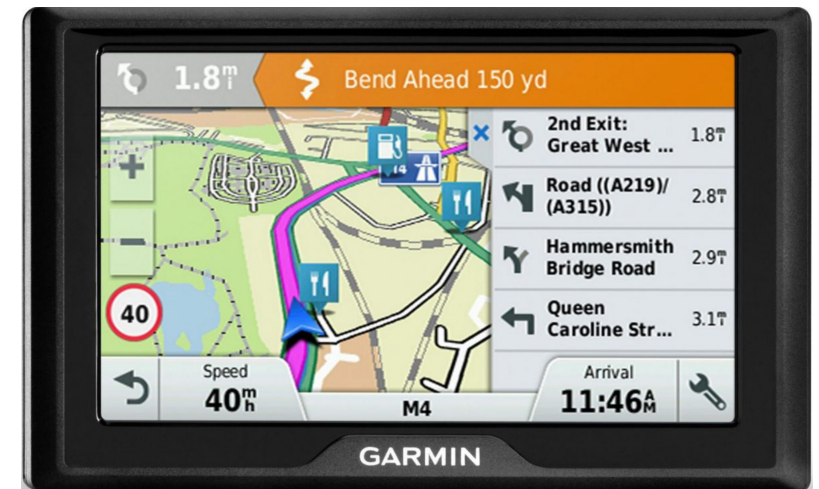 1.8mi
Bend Ahead 150 yd
2nd Exit:
Great West ...
1.8mi
Road ((A219)/
(A315))
2.8mi
Hammersmith
Bridge Road
2.9mi
Queen
Caroline Str...
3.1mi
14
40
Speed
40mh
M4
Arrival
11:46AM
GARMIN